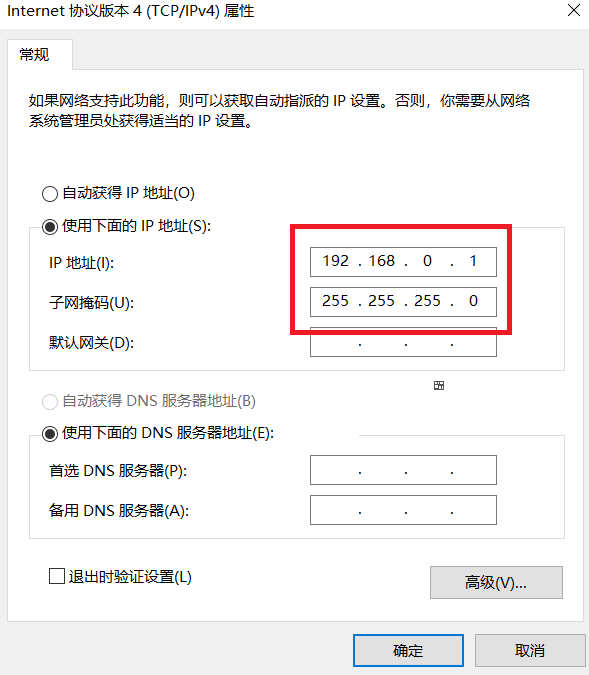 Internet 协议版本 4 (TCP/IPv4) 属性
常规
如果网络支持此功能，则可以获取自动指派的 IP 设置。否则，你需要从网络
系统管理员处获得适当的 IP 设置。
自动获得 IP 地址(O)
使用下面的 IP 地址(S):
IP 地址(I): 192 . 168 . 0 . 1
子网掩码(U): 255 . 255 . 255 . 0
默认网关(D): . . .
自动获得 DNS 服务器地址(B)
使用下面的 DNS 服务器地址(E):
首选 DNS 服务器(P): . . .
备用 DNS 服务器(A): . . .
退出时验证设置(L)
高级(V)...
确定 取消